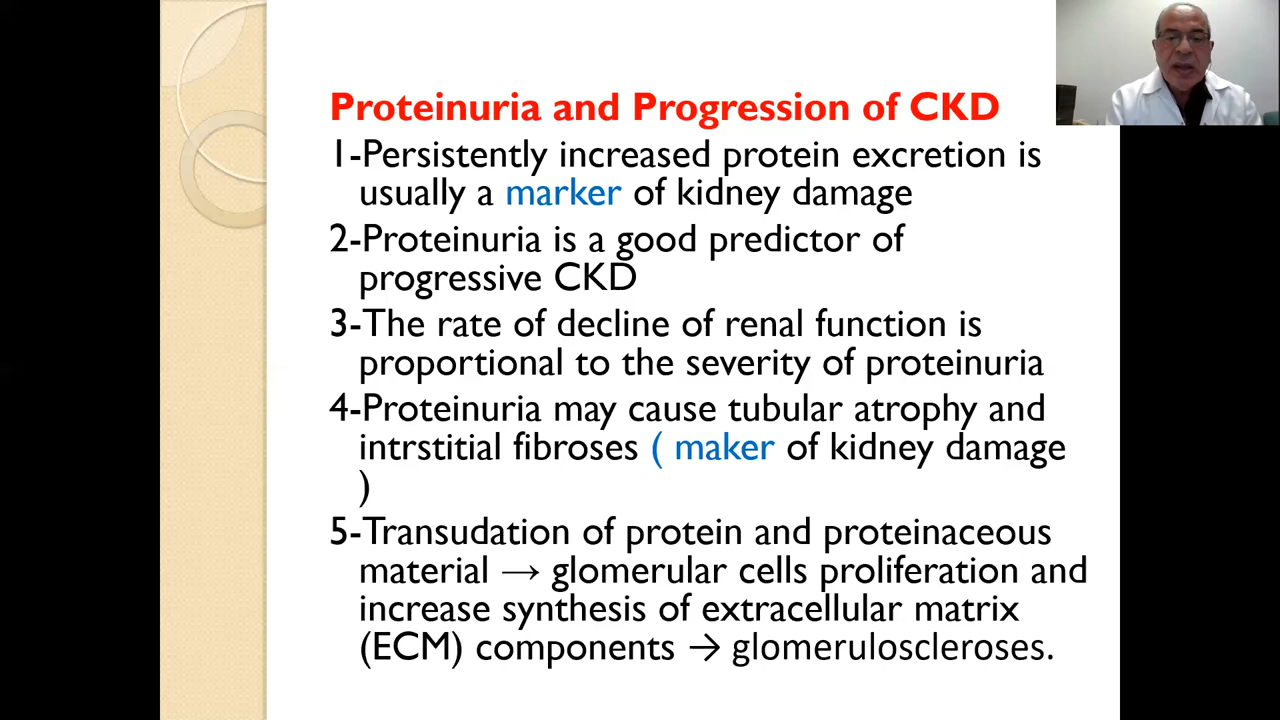 Proteinuria and Progression of CKD
1-Persistently increased protein excretion is
usually a marker of kidney damage
2-Proteinuria is a good predictor of
progressive CKD
3-The rate of decline of renal function is
proportional to the severity of proteinuria
4-Proteinuria may cause tubular atrophy and
intrstitial fibroses ( maker of kidney damage
)
5-Transudation of protein and proteinaceous
material → glomerular cells proliferation and
increase synthesis of extracellular matrix
(ECM) components → glomeruloscleroses.